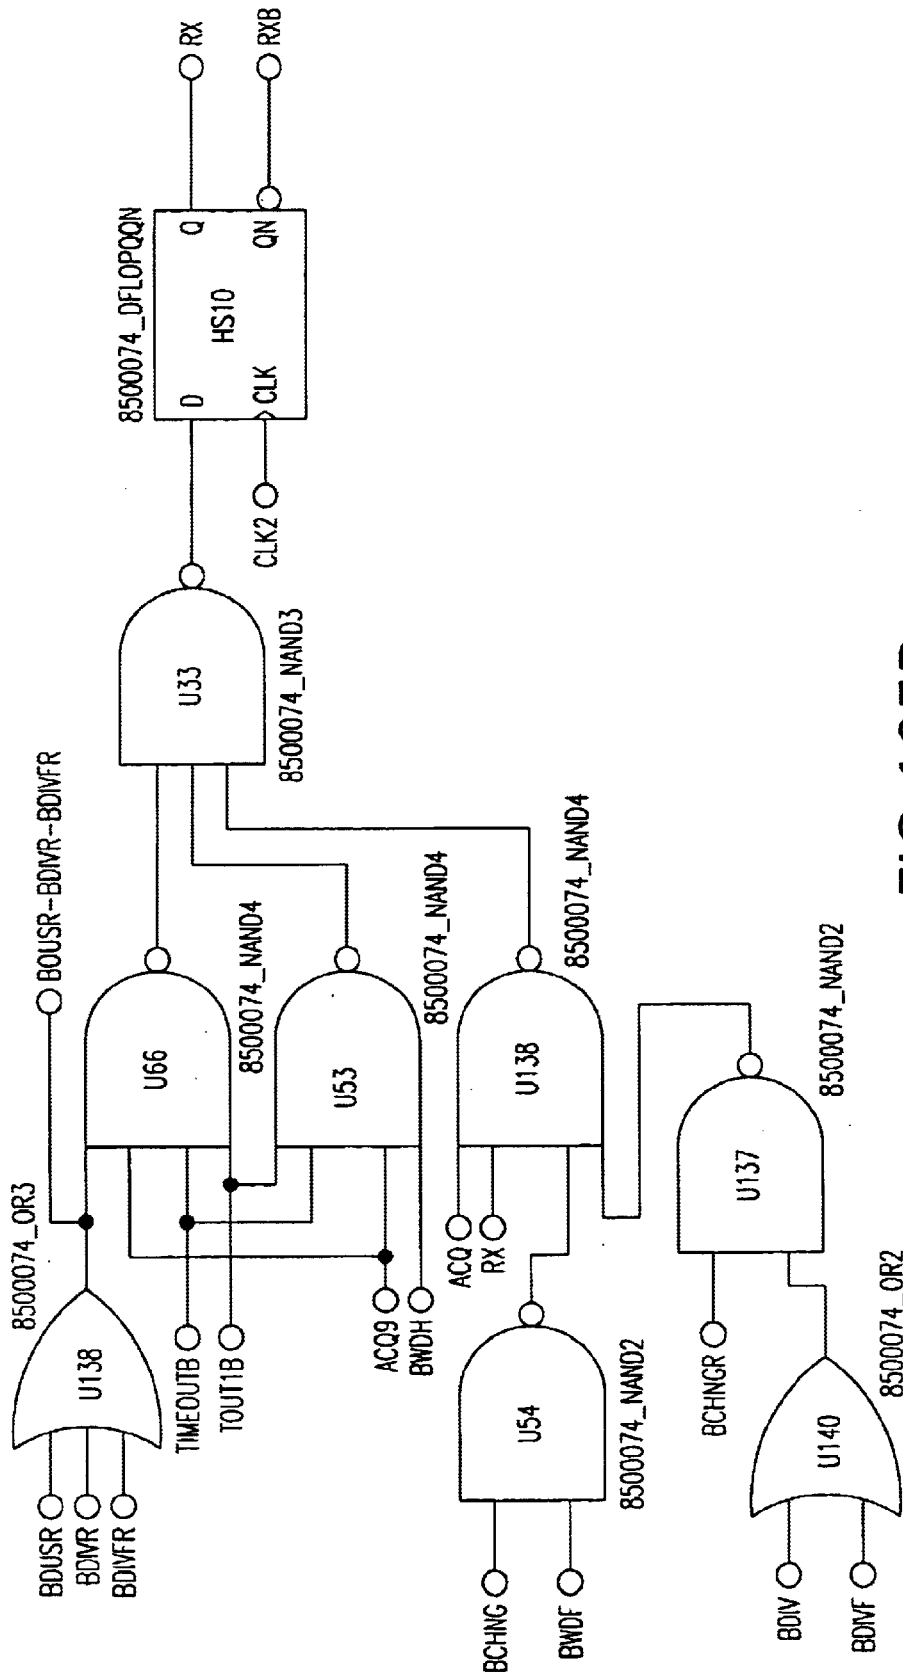 8500074_OR3
BOUSR-BDIVR-BDIVFR
BDUSR
BDIVR
BDIVFR
U138
TIMEOUTB
TOUT1B
U66
8500074_NAND4
ACQ9
BWDH
U53
8500074_NAND4
U33
8500074_NAND3
8500074_DFLOPQQN
D
Q
HS10
CLK
QN
CLK2
RX
RXB
ACQ
RX
U138
8500074_NAND4
BCHNG
BWDF
U54
8500074_NAND2
BCHNGR
U137
8500074_NAND2
BDIV
BDIVF
U140
8500074_OR2